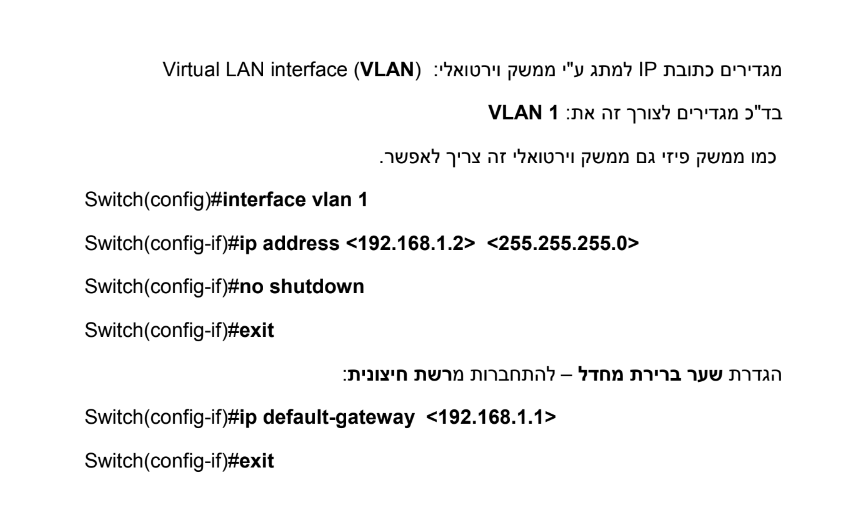 מגדירים כתובת IP למתג ע"י ממשק וירטואלי: Virtual LAN interface (VLAN)
בד"כ מגדירים לצורך זה את: VLAN 1
כמו ממשק פיזי גם ממשק וירטואלי זה צריך לאפשר.
Switch(config)#interface vlan 1
Switch(config-if)#ip address <192.168.1.2> <255.255.255.0>
Switch(config-if)#no shutdown
Switch(config-if)#exit
הגדרת שער ברירת מחדל – להתחברות מרשת חיצונית:
Switch(config-if)#ip default-gateway <192.168.1.1>
Switch(config-if)#exit